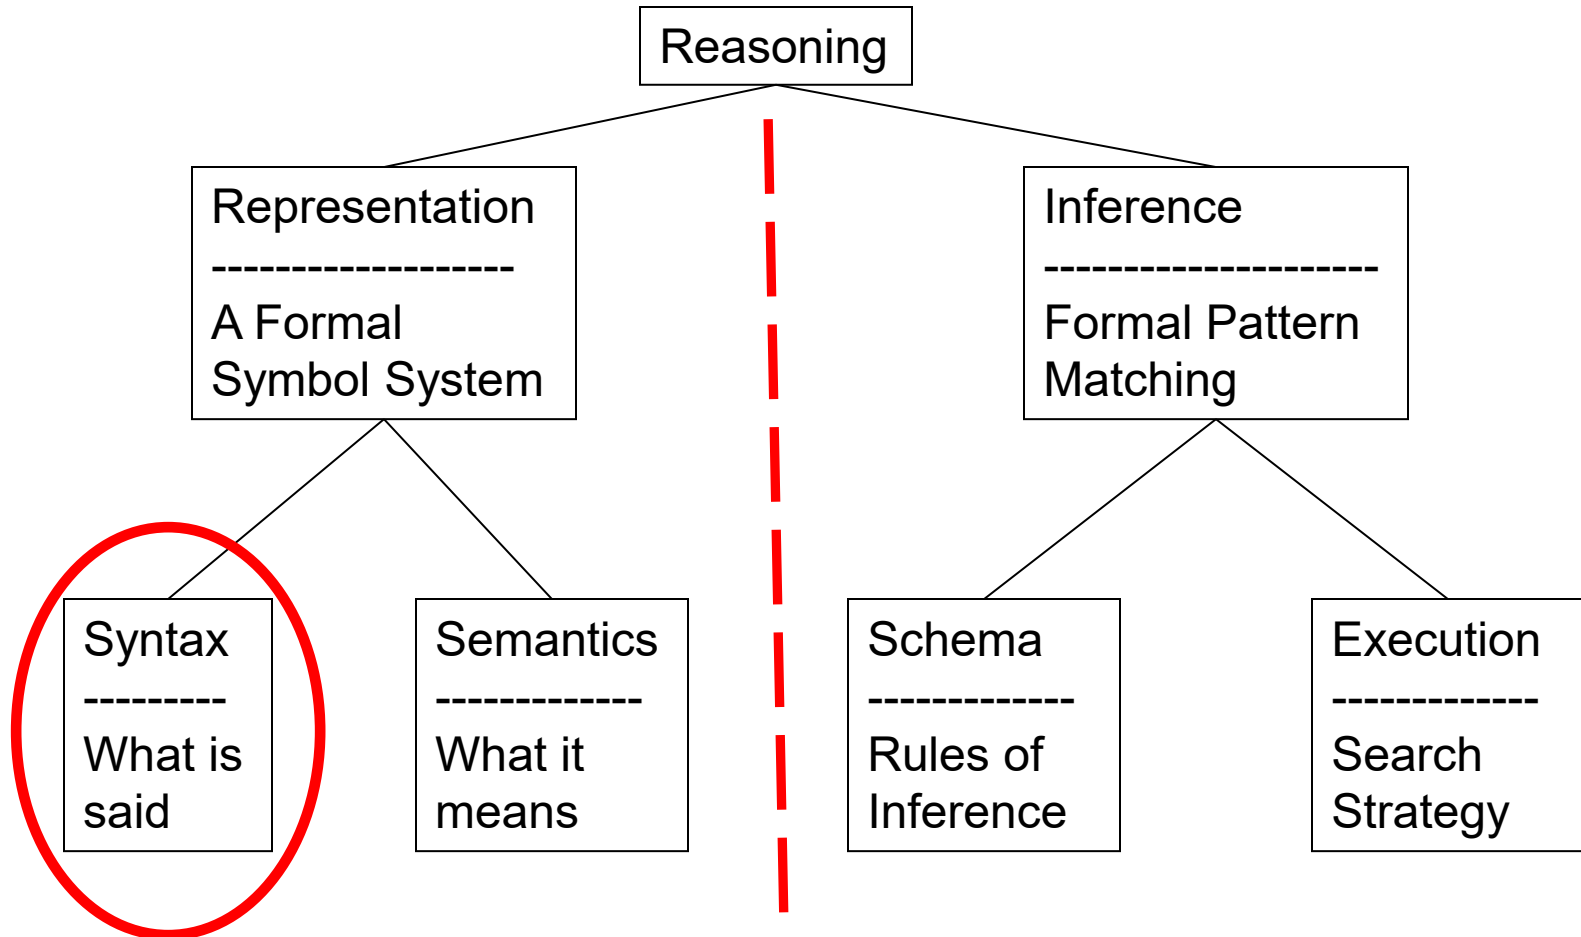 Reasoning
Representation
-------------------
A Formal
Symbol System
Inference
---------------------
Formal Pattern
Matching
Syntax
---------
What is
said
Semantics
-------------
What it
means
Schema
-------------
Rules of
Inference
Execution
-------------
Search
Strategy